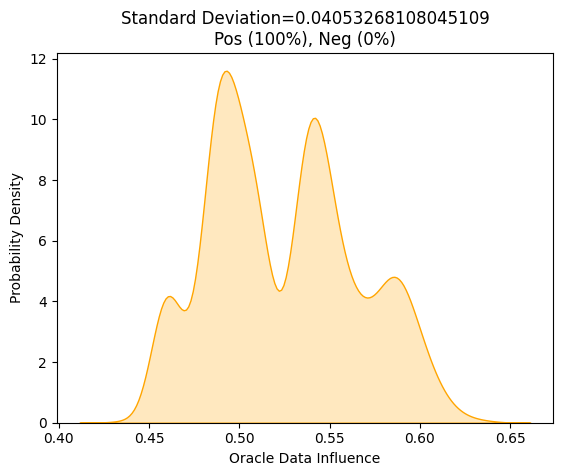 Standard Deviation=0.04053268108045109
Pos (100%), Neg (0%)
12
10
8
6
4
2
0
Probability Density
0.40 0.45 0.50 0.55 0.60 0.65
Oracle Data Influence